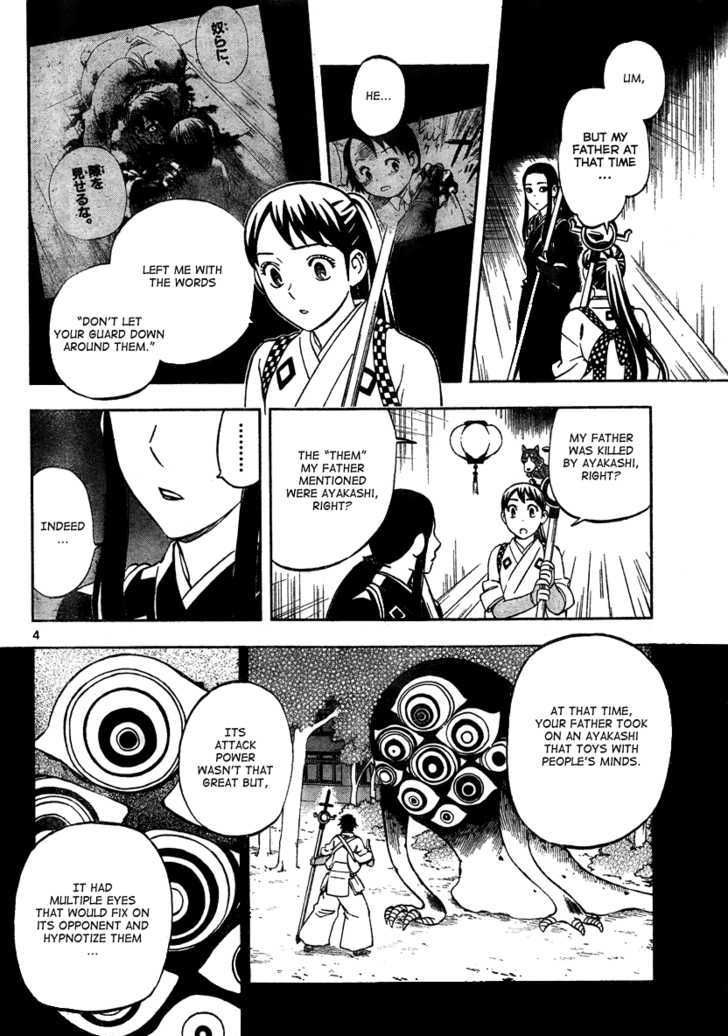 UM,
BUT MY
FATHER AT
THAT TIME
...
HE...
奴らに、
隙を
見せるな。
LEFT ME WITH
THE WORDS
"DON'T LET
YOUR GUARD DOWN
AROUND THEM."
MY FATHER
WAS KILLED
BY AYAKASHI,
RIGHT?
THE "THEM"
MY FATHER
MENTIONED
WERE AYAKASHI,
RIGHT?
………
INDEED
...
4
AT THAT TIME,
YOUR FATHER TOOK
ON AN AYAKASHI
THAT TOYS WITH
PEOPLE'S MINDS.
ITS
ATTACK
POWER
WASN'T THAT
GREAT BUT,
IT HAD
MULTIPLE EYES
THAT WOULD FIX ON
ITS OPPONENT AND
HYPNOTIZE THEM
...